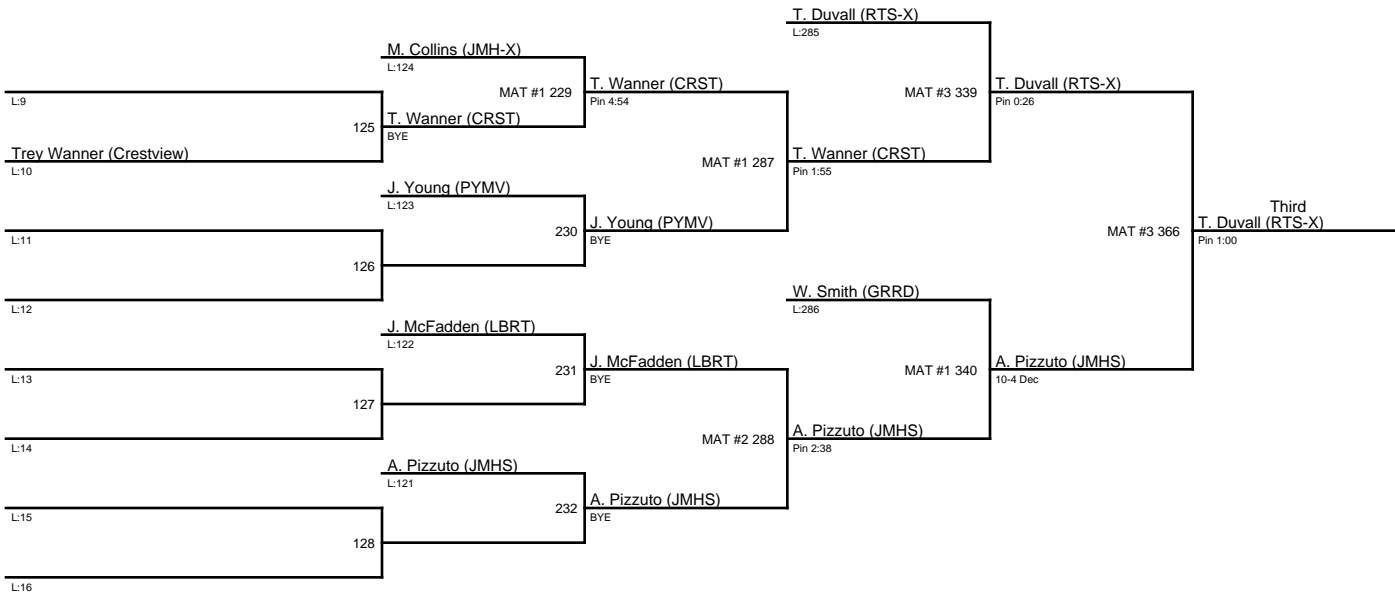 T. Duvall (RTS-X)
L:285
M. Collins (JMH-X)
L:124
MAT #1 229
T. Wanner (CRST)
Pin 4:54
MAT #3 339
T. Duvall (RTS-X)
Pin 0:26
L:9
125
T. Wanner (CRST)
BYE
Trey Wanner (Crestview)
L:10
MAT #1 287
T. Wanner (CRST)
Pin 1:55
J. Young (PYMV)
L:123
230
J. Young (PYMV)
BYE
L:11
126
L:12
MAT #3 366
Third
T. Duvall (RTS-X)
Pin 1:00
W. Smith (GRRD)
L:286
J. McFadden (LBRT)
L:122
231
J. McFadden (LBRT)
BYE
MAT #1 340
A. Pizzuto (JMHS)
10-4 Dec
L:13
127
L:14
MAT #2 288
A. Pizzuto (JMHS)
Pin 2:38
A. Pizzuto (JMHS)
L:121
232
A. Pizzuto (JMHS)
BYE
L:15
128
L:16